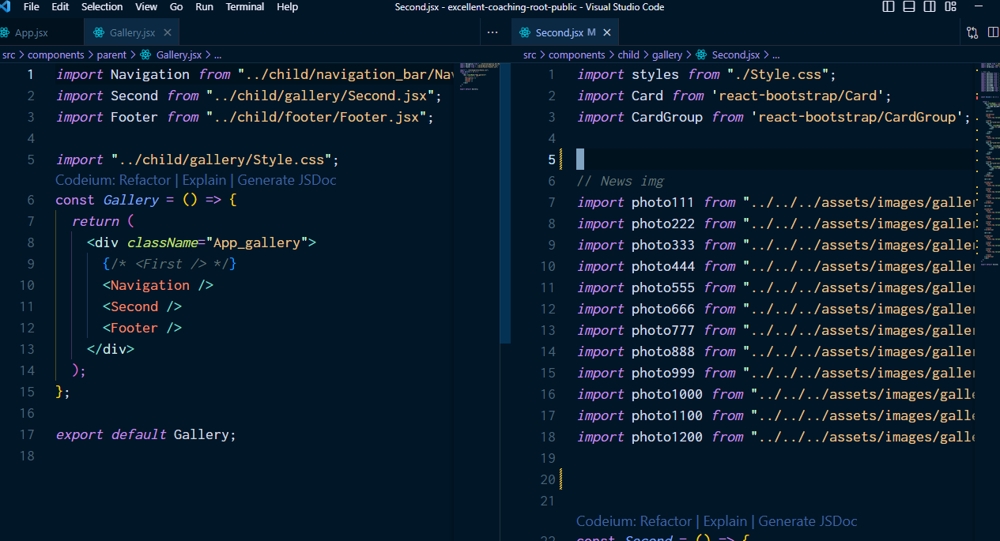 File Edit Selection View Go Run Terminal Help
Second.jsx - excellent-coaching-root-public - Visual Studio Code
App.jsx
Gallery.jsx ×
···
Second.jsx M ×
src > components > parent > Gallery.jsx > ...
1 import Navigation from "../child/navigation_bar/Nav
2 import Second from "../child/gallery/Second.jsx";
3 import Footer from "../child/footer/Footer.jsx";
4
5 import "../child/gallery/Style.css";
Codeium: Refactor | Explain | Generate JSDoc
6 const Gallery = () => {
7 return (
8 <div className="App_gallery">
9 {/* <First /> */}
10 <Navigation />
11 <Second />
12 <Footer />
13 </div>
14 );
15 };
16
17 export default Gallery;
18
src > components > child > gallery > Second.jsx > ...
1 import styles from "./Style.css";
2 import Card from 'react-bootstrap/Card';
3 import CardGroup from 'react-bootstrap/CardGroup';
4
5
6 // News img
7 import photo111 from "../../../assets/images/galler
8 import photo222 from "../../../assets/images/galler
9 import photo333 from "../../../assets/images/galler
10 import photo444 from "../../../assets/images/galler
11 import photo555 from "../../../assets/images/galler
12 import photo666 from "../../../assets/images/galler
13 import photo777 from "../../../assets/images/galler
14 import photo888 from "../../../assets/images/galler
15 import photo999 from "../../../assets/images/galler
16 import photo1000 from "../../../assets/images/galle
17 import photo1100 from "../../../assets/images/galle
18 import photo1200 from "../../../assets/images/galle
19
20
21
Codeium: Refactor | Explain | Generate JSDoc
22 const Second = () => {